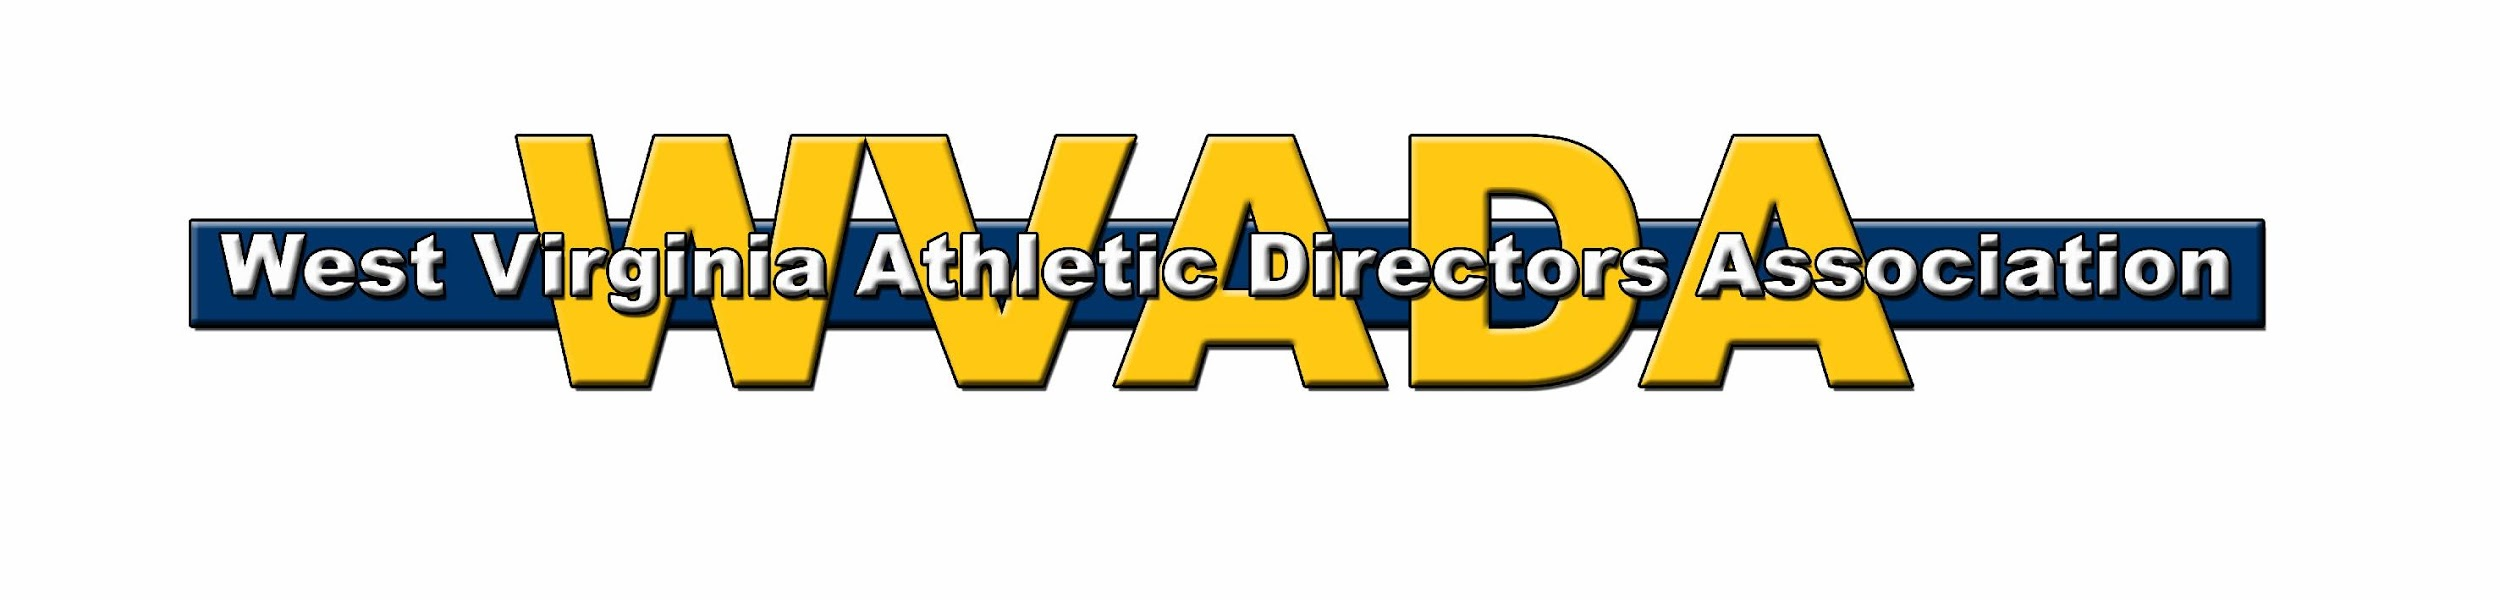 WVADA
West Virginia Athletic Directors Association